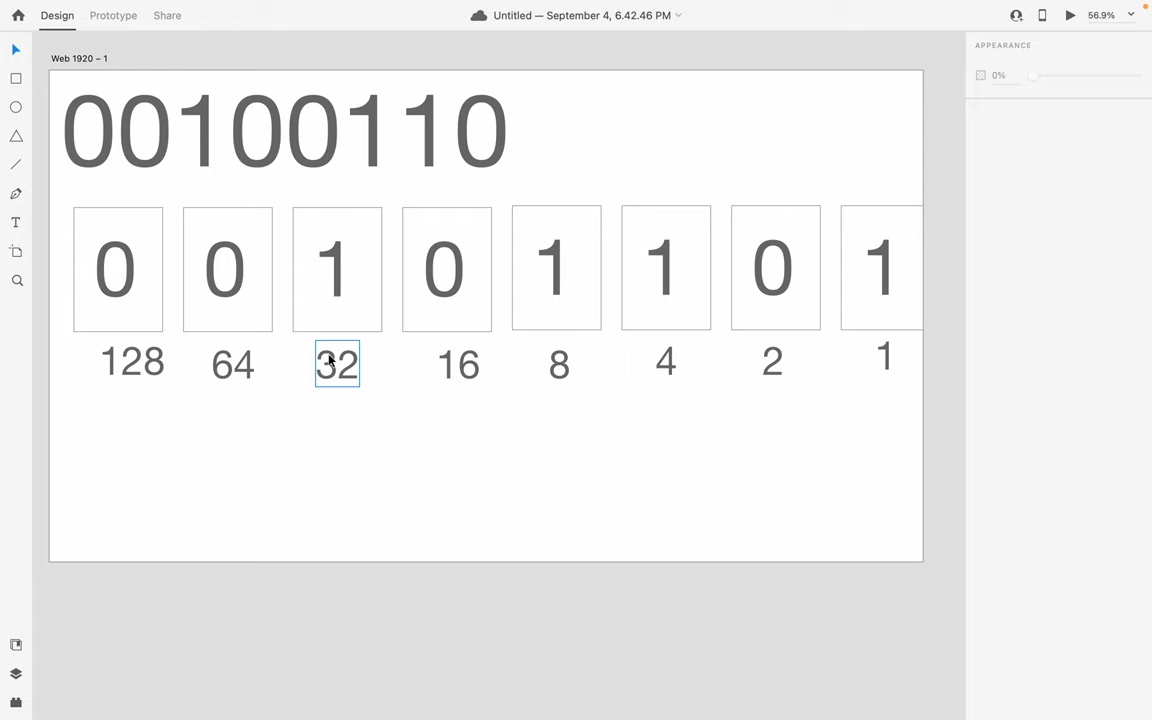 Design Prototype Share Untitled — September 4, 6.42.46 PM 56.9%
APPEARANCE
0%
Web 1920 – 1
00100110
0 0 1 0 1 1 0 1
128 64 32 16 8 4 2 1
T